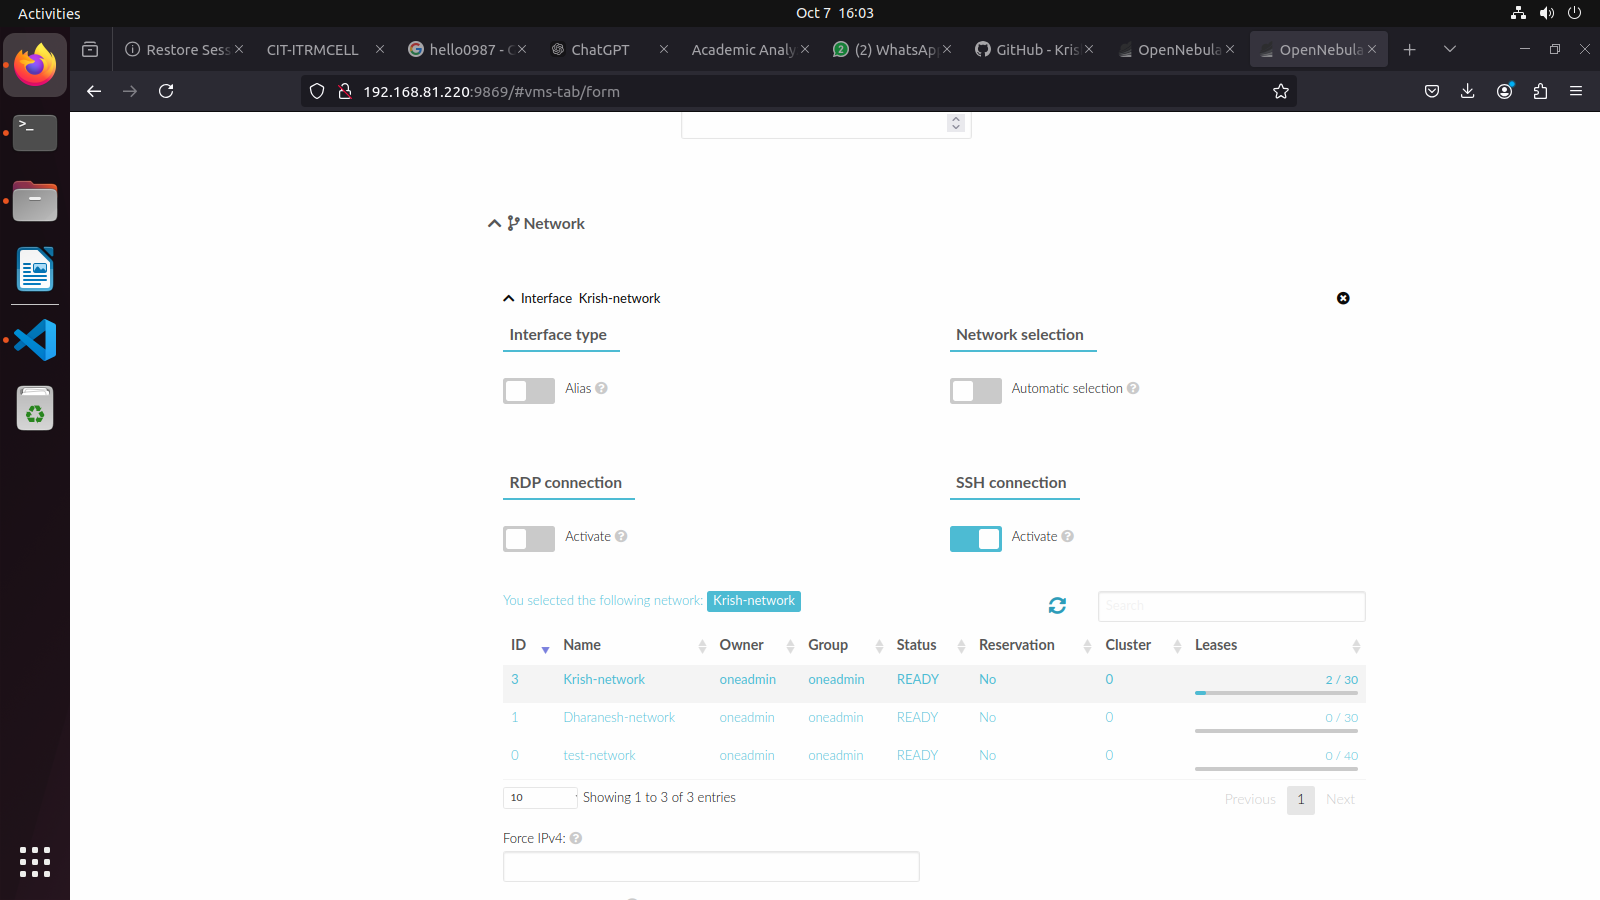 Activities
Oct 7 16:03
Restore Sess
CIT-ITRMCELL
hello0987 - G
ChatGPT
Academic Analy
(2) WhatsApp
GitHub - Kris
OpenNebula
OpenNebula
192.168.81.220:9869/#vms-tab/form
Network
Interface Krish-network
Interface type
Network selection
Alias
Automatic selection
RDP connection
SSH connection
Activate
Activate
You selected the following network: Krish-network
Search
ID Name Owner Group Status Reservation Cluster Leases
3 Krish-network oneadmin oneadmin READY No 0 2 / 30
1 Dharanesh-network oneadmin oneadmin READY No 0 0 / 30
0 test-network oneadmin oneadmin READY No 0 0 / 40
10 Showing 1 to 3 of 3 entries
Previous 1 Next
Force IPv4: